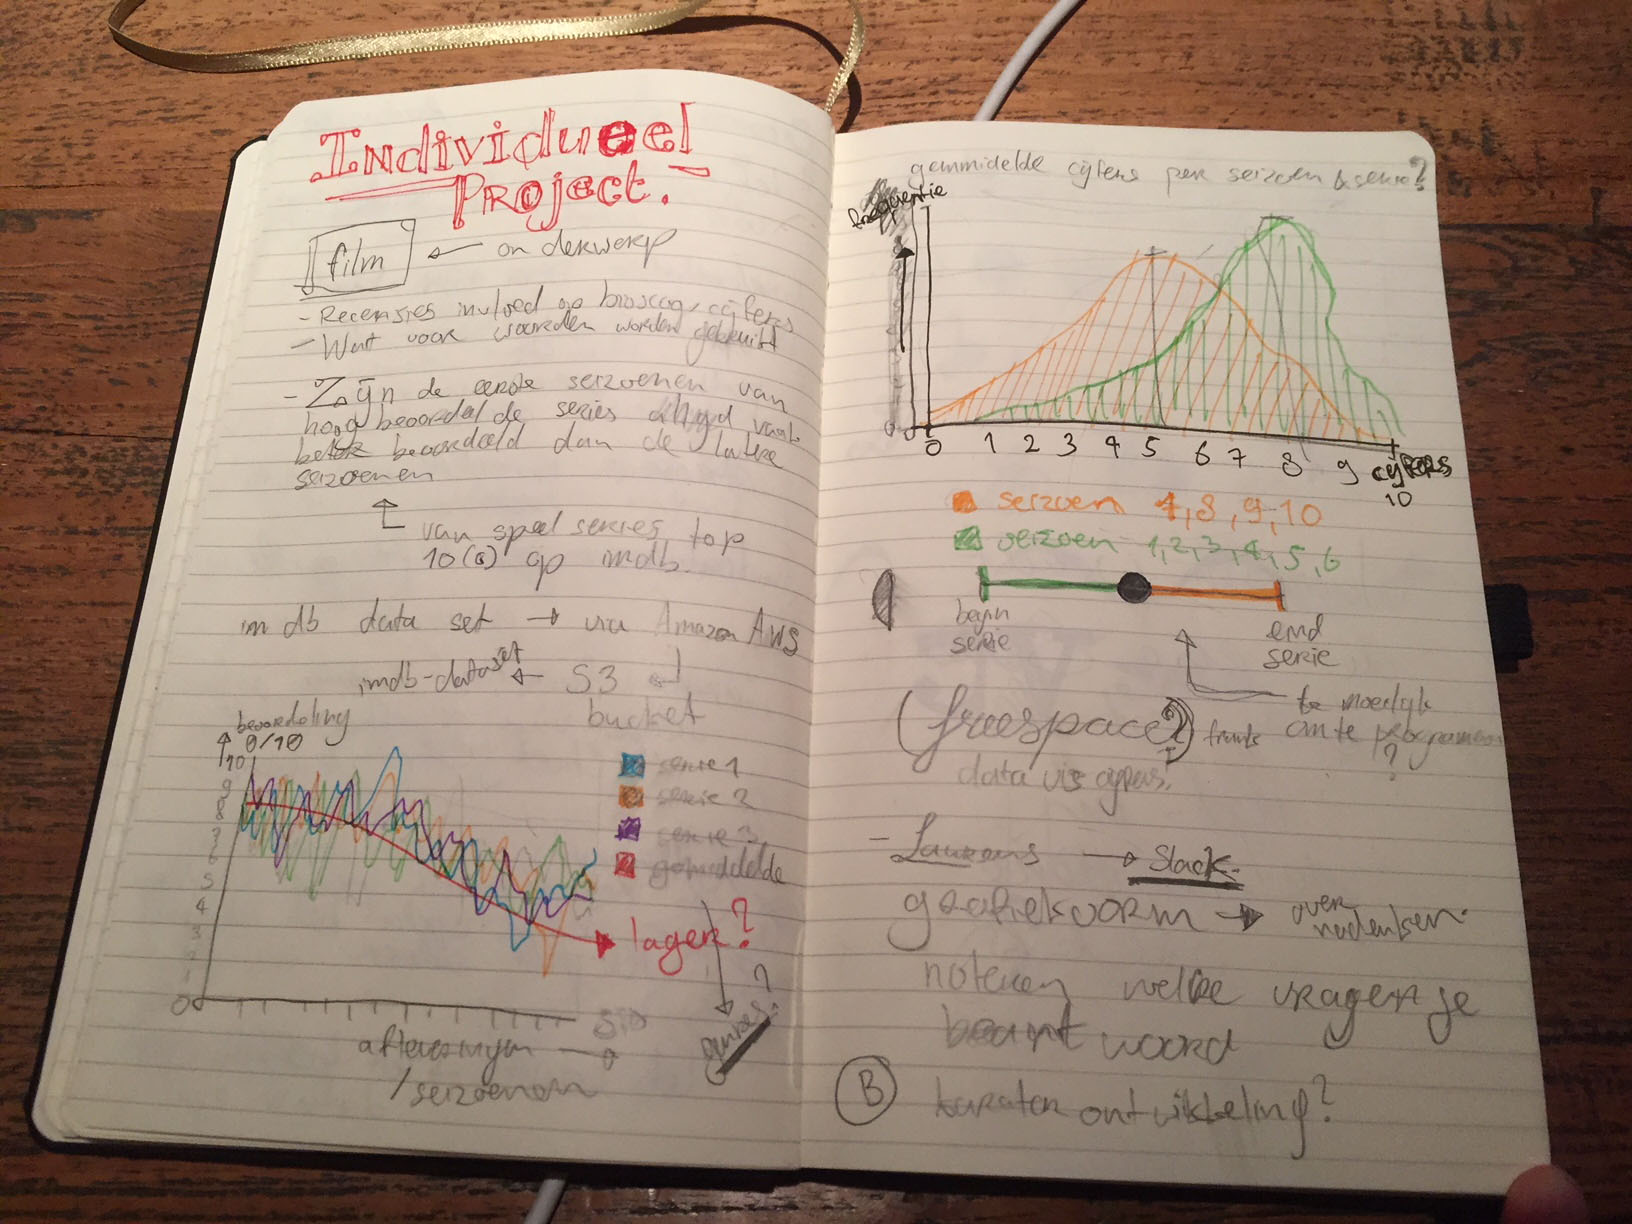 Individueel
Project.
film ← onderwerp
- Recensies invloed op bioscoop, cijfers
- Wat voor woorden worden gebruikt
- Zijn de eerste seizoenen van
hoog beoordeelde series altijd vaak
beter beoordeeld dan de latere
seizoenen
van speel series top
10(0) op imdb.
imdb data set → via Amazon AWS
imdb-dataset ← S3
bucket
beoordeling
0/10
10
9
8
7
6
5
4
3
2
1
0
serie 1
serie 2
serie 3
gemiddelde
lager?
?
genres?
afleveringen →
/seizoenen
gemmidelde cijfers per seizoen & serie?
frequentie
0
0 1 2 3 4 5 6 7 8 9 cijfers
10
seizoen 7,8,9,10
seizoen 1,2,3,4,5,6
begin
serie
eind
serie
te moeilijk
om te programmeren
?
(freespace?)
data vis cijfers.
- Laurens → Slack.
grafiekvorm → over
nadenken.
noteren welke vragen je
beantwoord
B karakterontwikkeling?